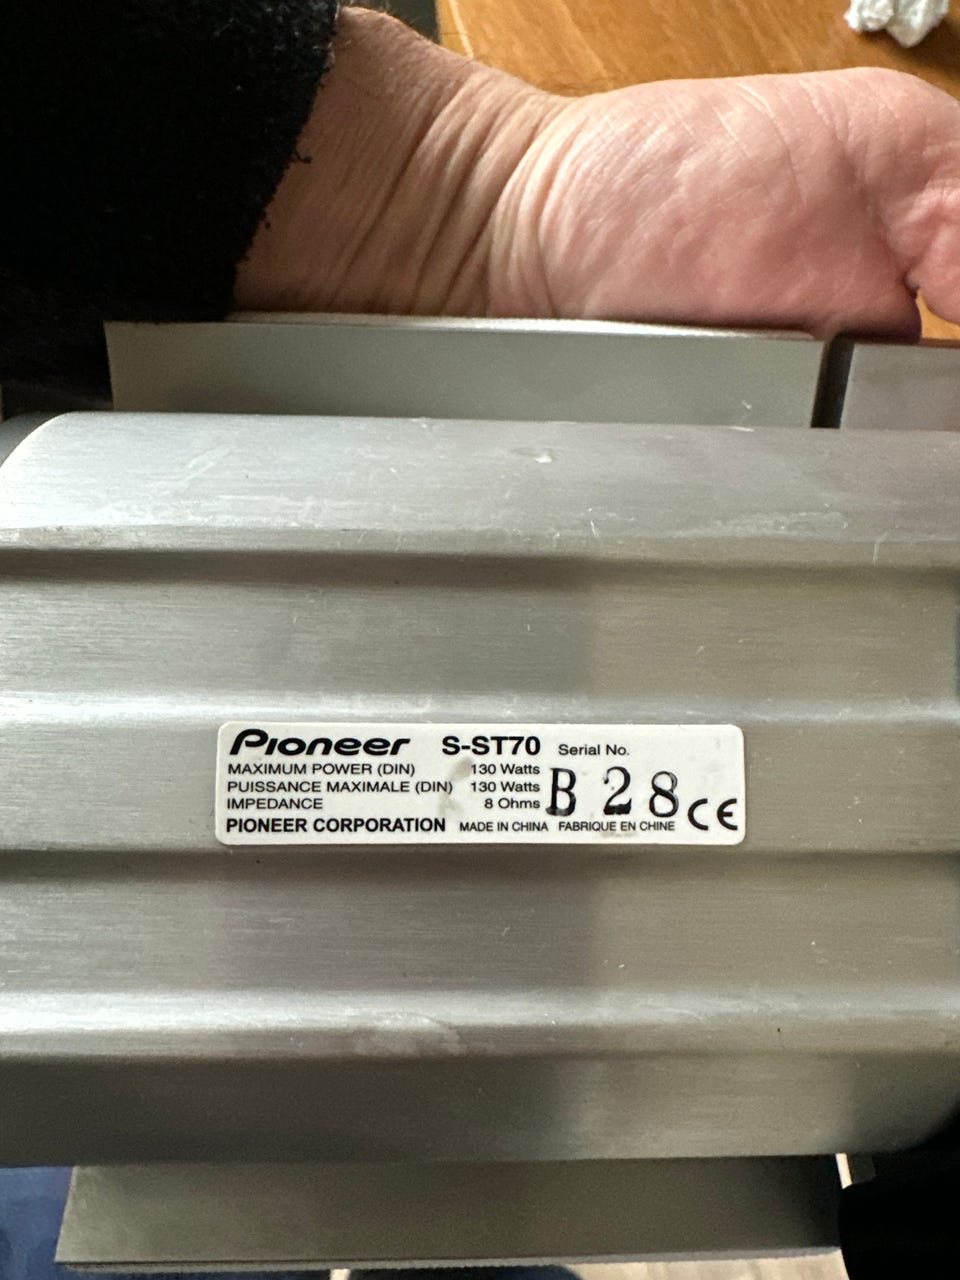 Pioneer S-ST70 Serial No.
MAXIMUM POWER (DIN) 130 Watts
PUISSANCE MAXIMALE (DIN) 130 Watts
IMPEDANCE 8 Ohms B 28 CE
PIONEER CORPORATION MADE IN CHINA FABRIQUE EN CHINE